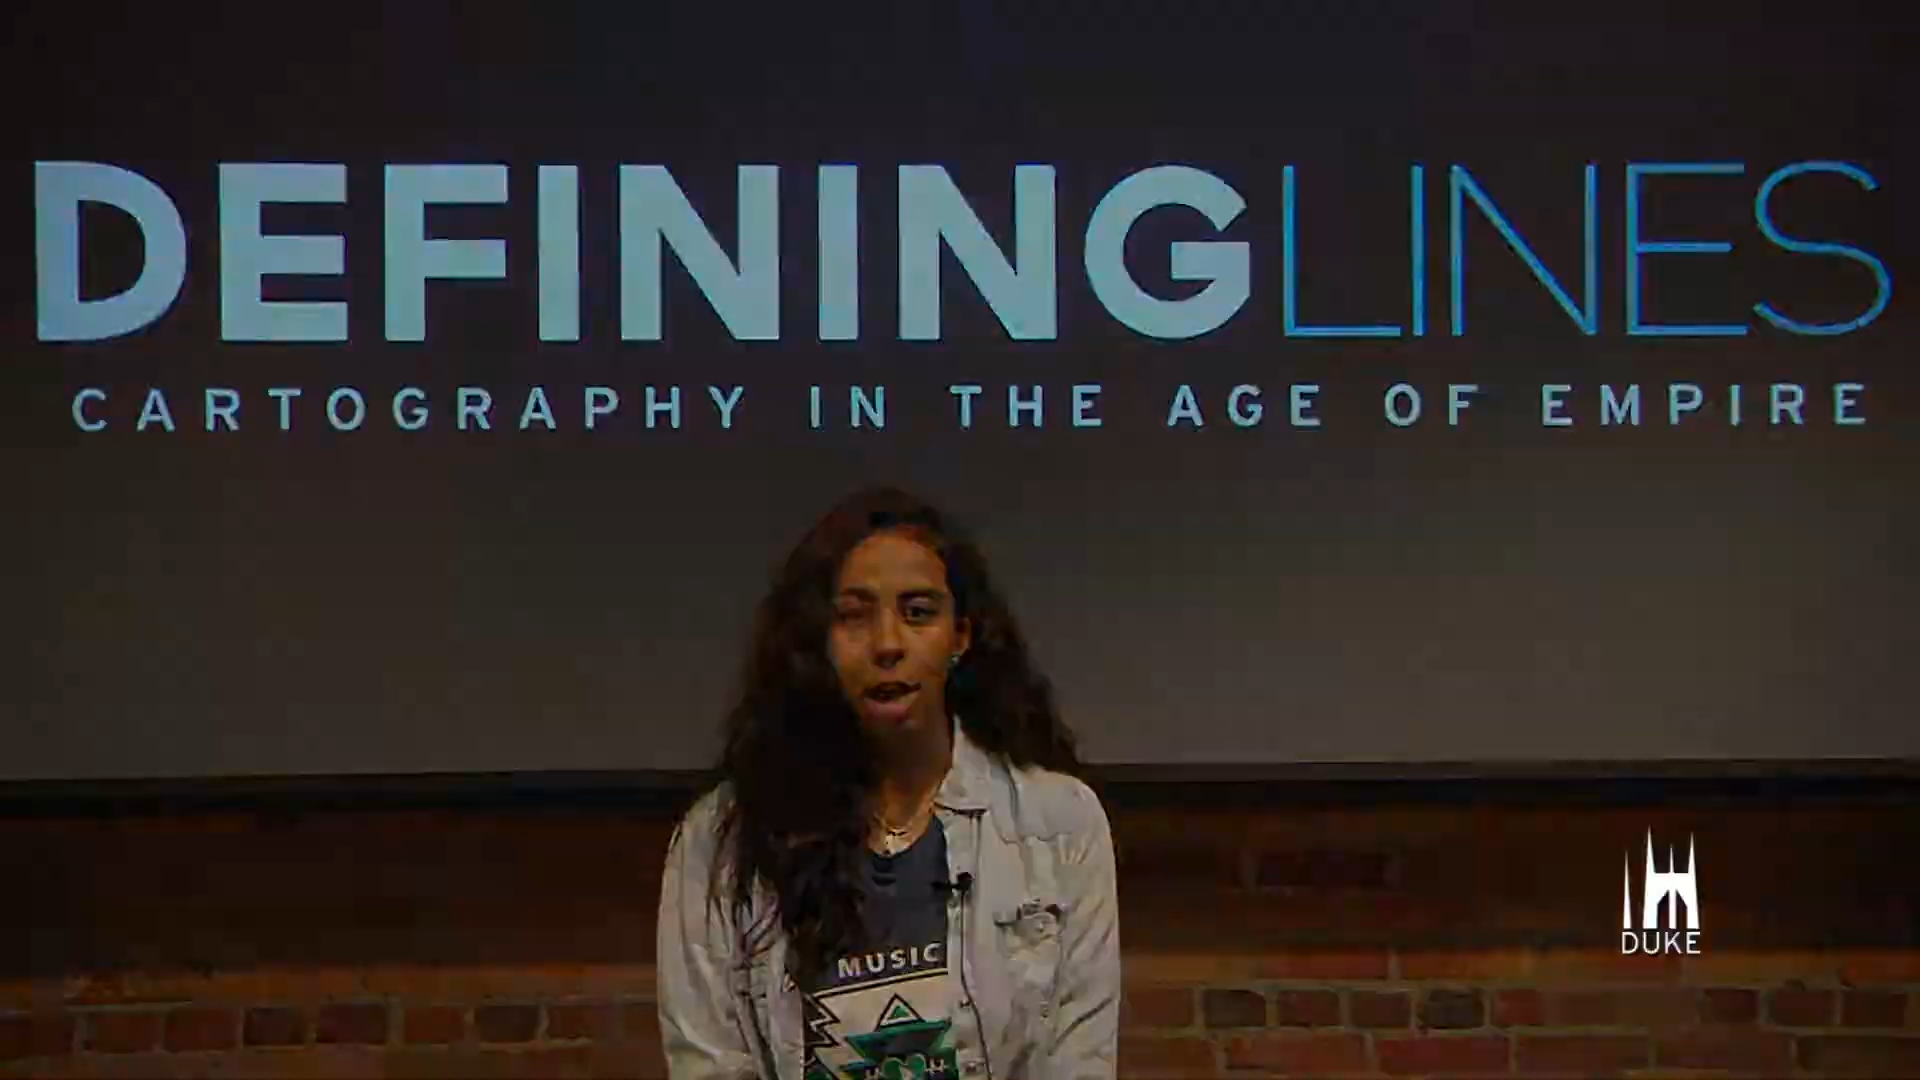 DEFININGLINES
CARTOGRAPHY IN THE AGE OF EMPIRE
MUSIC
DUKE